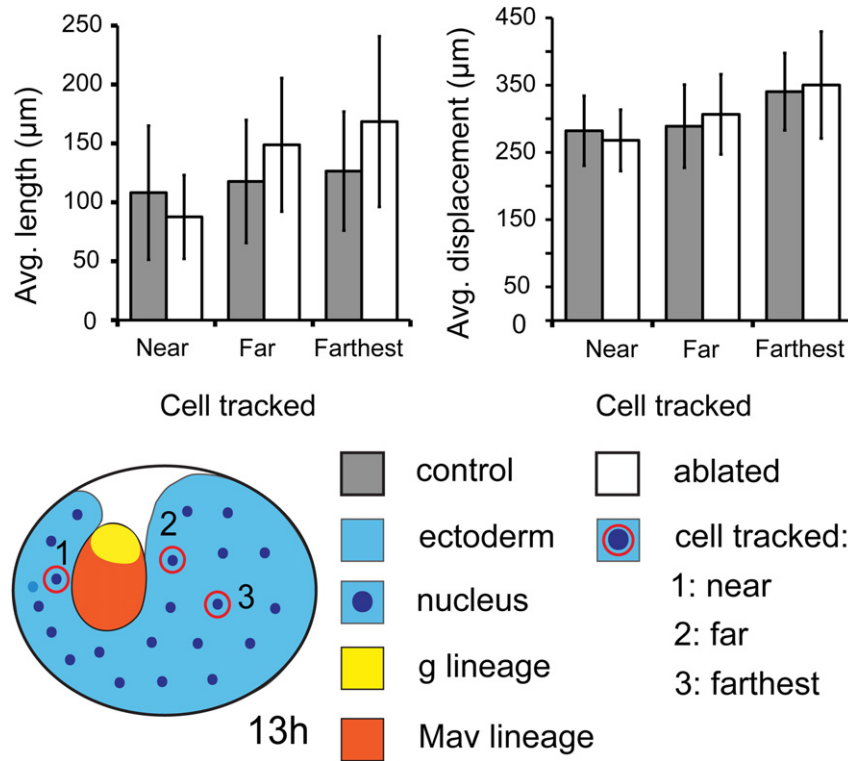 Avg. length (µm)
250
200
150
100
50
0
Near Far Farthest
Cell tracked
Avg. displacement (µm)
450
350
250
150
50
0
Near Far Farthest
Cell tracked
1
2
3
13h
control
ectoderm
nucleus
g lineage
Mav lineage
ablated
cell tracked:
1: near
2: far
3: farthest